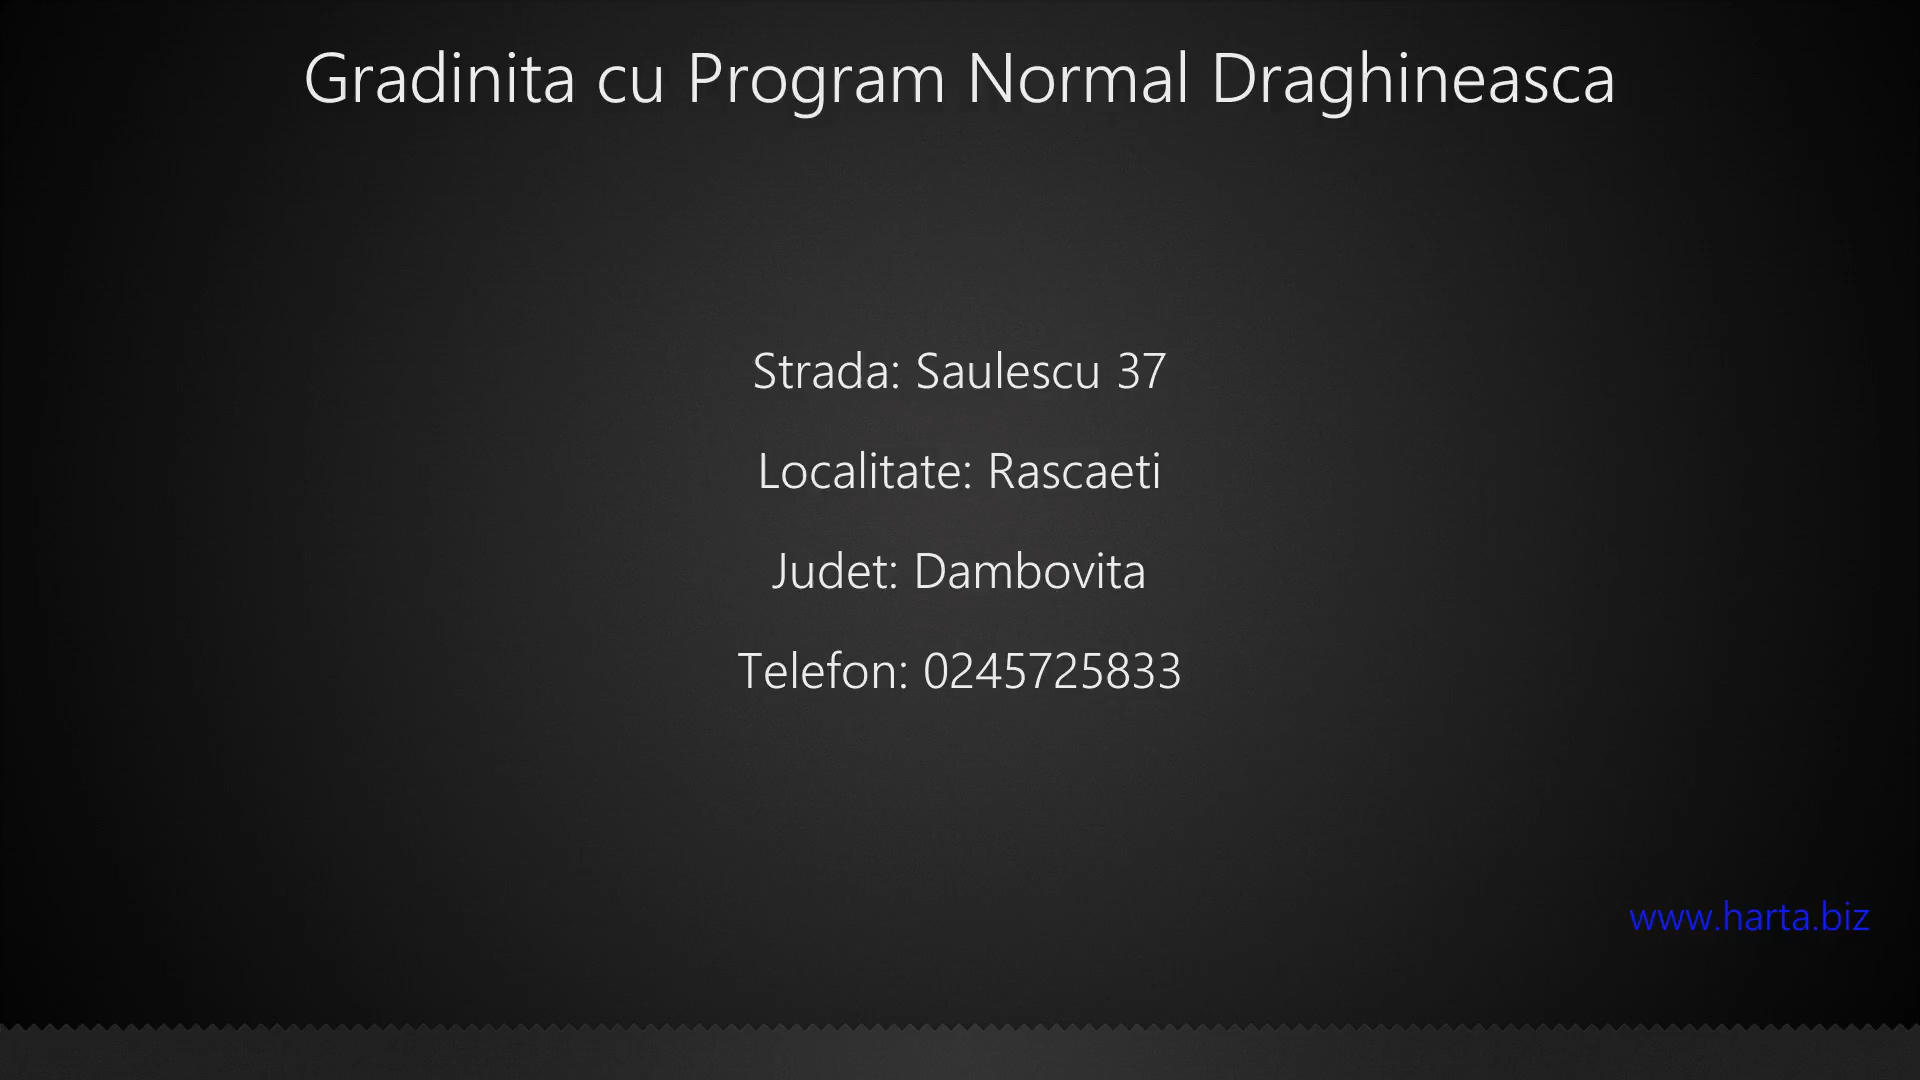 Gradinita cu Program Normal Draghineasca
Strada: Saulescu 37
Localitate: Rascaeti
Judet: Dambovita
Telefon: 0245725833
www.harta.biz